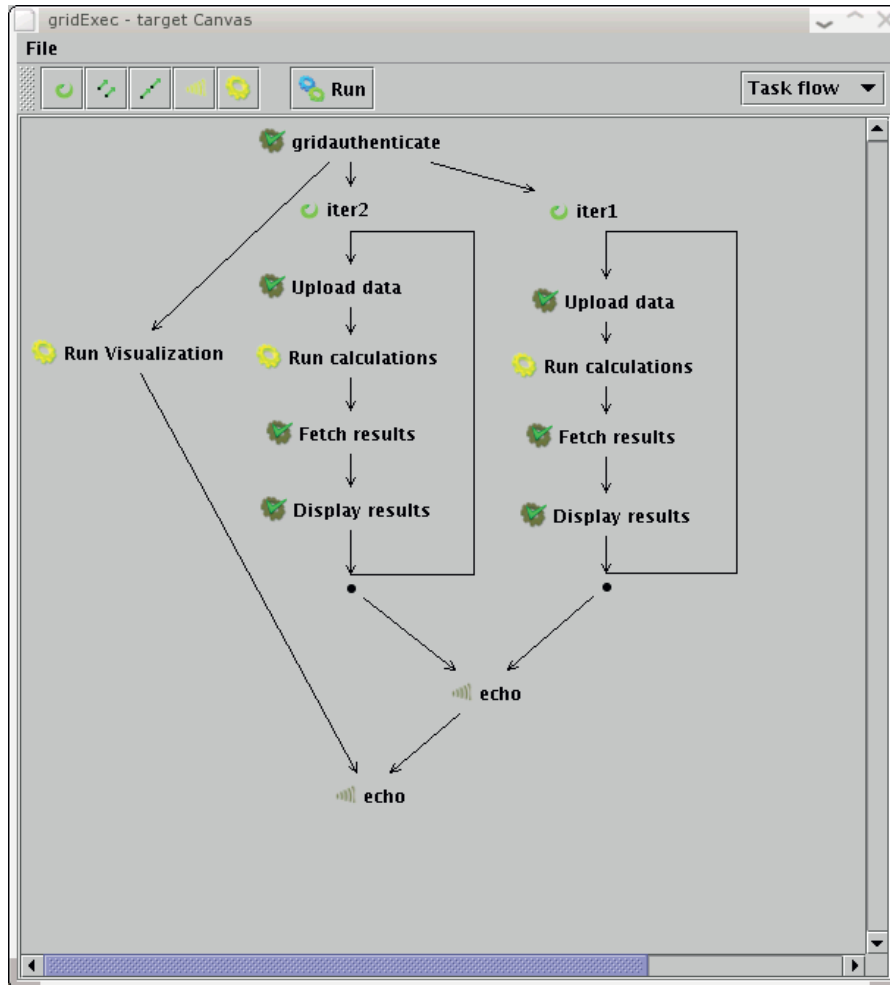 gridExec - target Canvas
File
Run
Task flow
gridauthenticate
iter2
iter1
Upload data
Upload data
Run Visualization
Run calculations
Run calculations
Fetch results
Fetch results
Display results
Display results
echo
echo